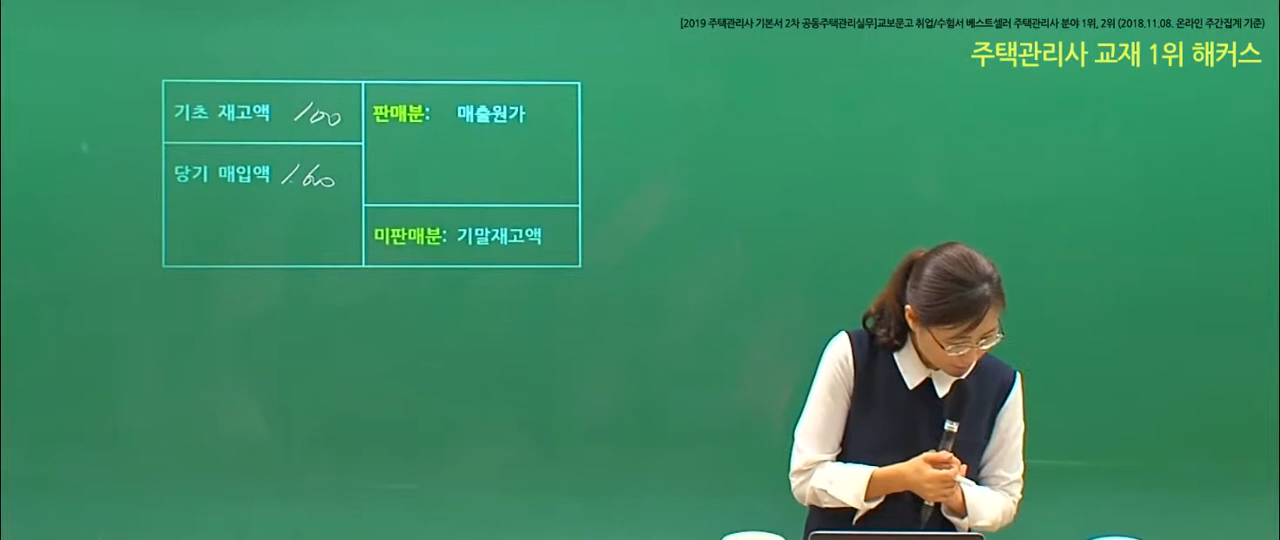 [2019 주택관리사 기본서 2차 공동주택관리실무]교보문고 취업/수험서 베스트셀러 주택관리사 분야 1위, 2위 (2018.11.08. 온라인 주간집계 기준)
주택관리사 교재 1위 해커스
기초 재고액 100
판매분: 매출원가
당기 매입액 160
미판매분: 기말재고액